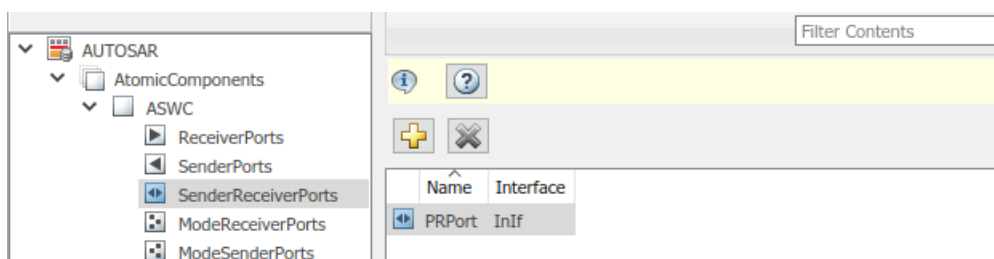 Filter Contents
AUTOSAR
AtomicComponents
ASWC
ReceiverPorts
SenderPorts
SenderReceiverPorts
ModeReceiverPorts
ModeSenderPorts
Name Interface
PRPort InIf